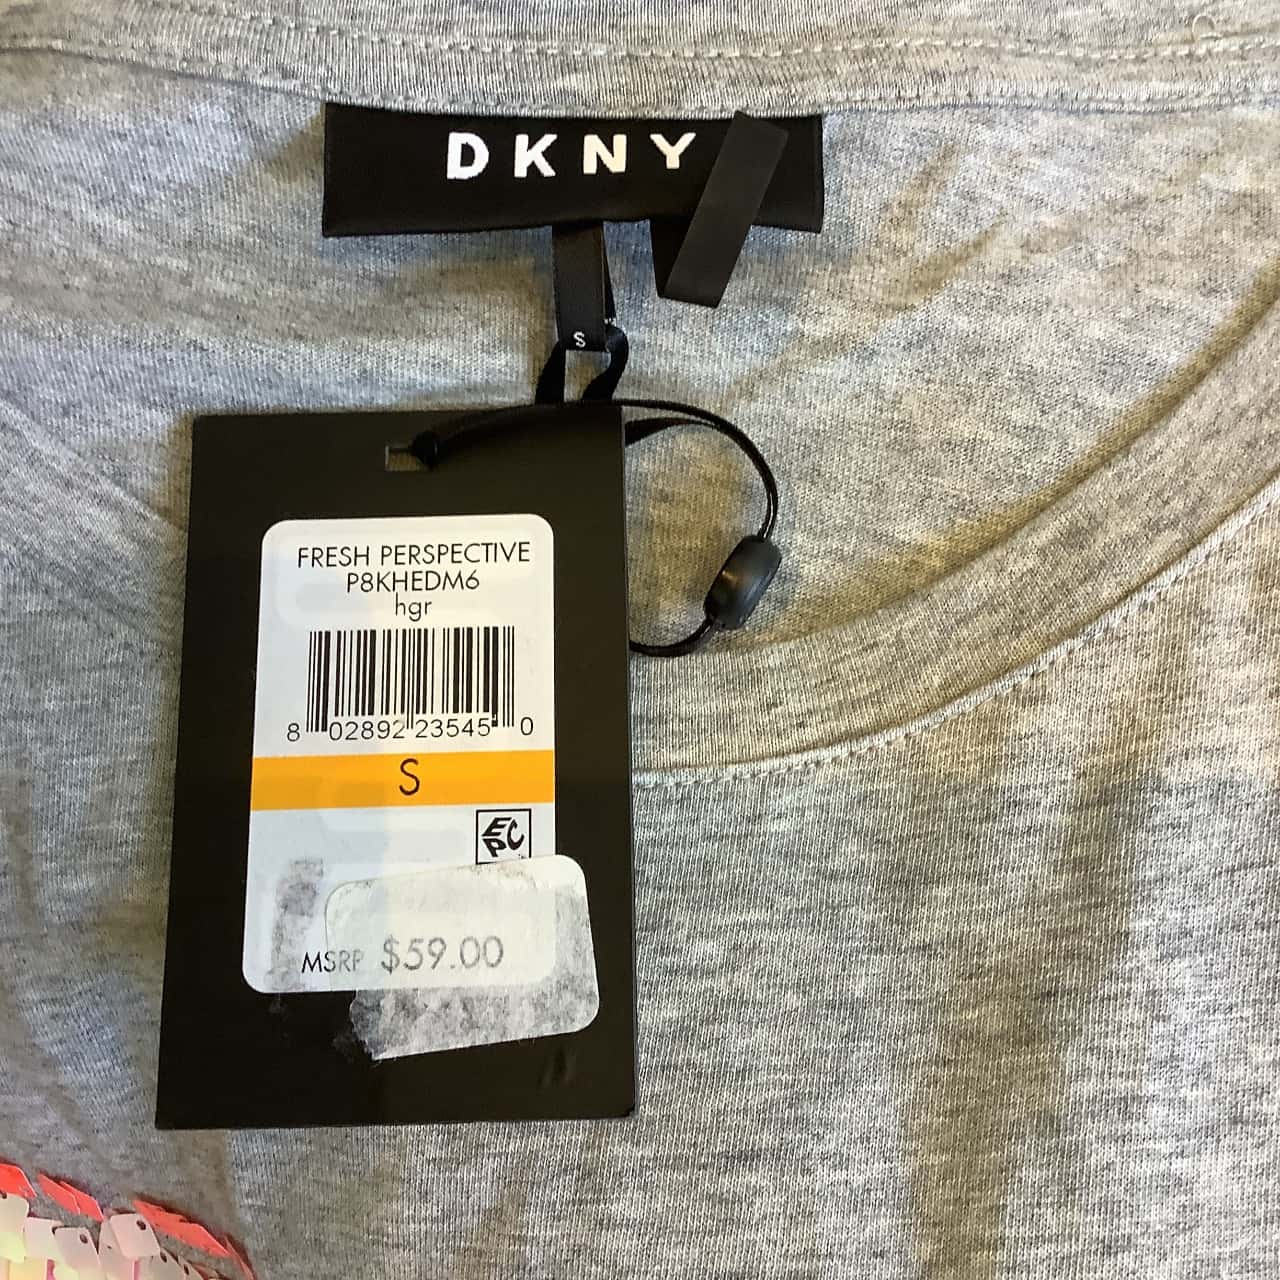 DKNY
S
FRESH PERSPECTIVE
P8KHEDM6
hgr
8 02892 23545 0
S
EPC
MSRP $59.00